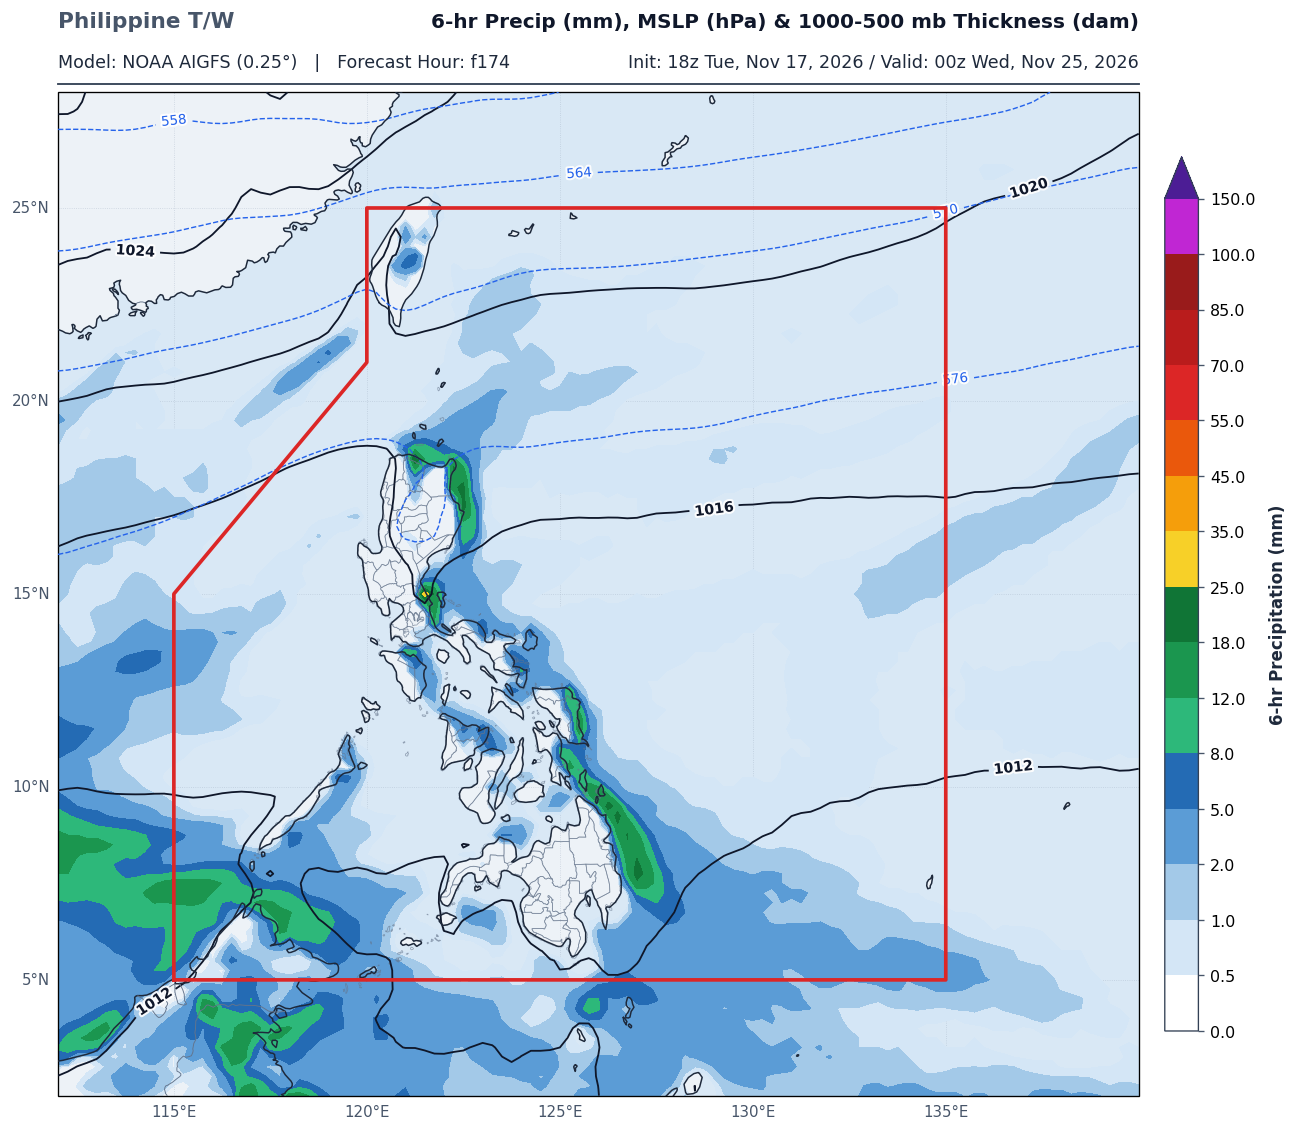 Philippine T/W
6-hr Precip (mm), MSLP (hPa) & 1000-500 mb Thickness (dam)
Model: NOAA AIGFS (0.25°) | Forecast Hour: f174
Init: 18z Tue, Nov 17, 2026 / Valid: 00z Wed, Nov 25, 2026
558
564
1020
25°N
1024
576
20°N
1016
15°N
1012
10°N
5°N
1012
115°E
120°E
125°E
130°E
135°E
150.0
100.0
85.0
70.0
55.0
45.0
35.0
25.0
18.0
12.0
8.0
5.0
2.0
1.0
0.5
0.0
6-hr Precipitation (mm)